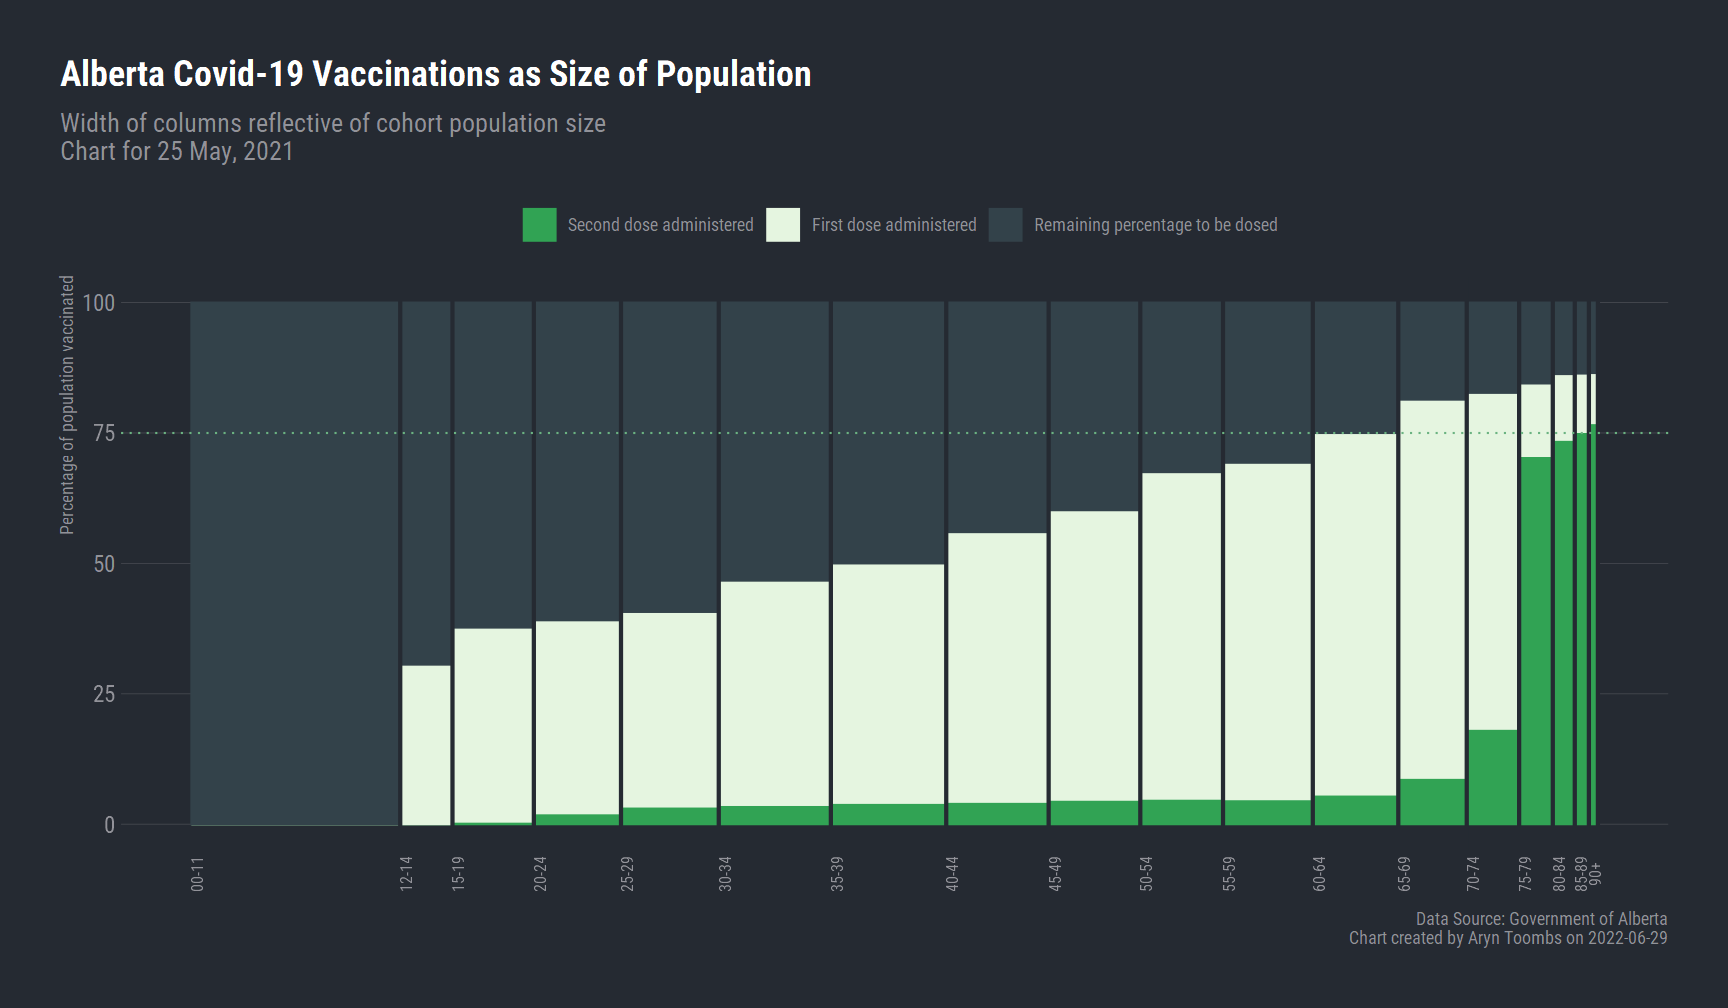 Alberta Covid-19 Vaccinations as Size of Population
Width of columns reflective of cohort population size
Chart for 25 May, 2021
Second dose administered
First dose administered
Remaining percentage to be dosed
Percentage of population vaccinated
100
75
50
25
0
00-11
12-14
15-19
20-24
25-29
30-34
35-39
40-44
45-49
50-54
55-59
60-64
65-69
70-74
75-79
80-84
85-89
90+
Data Source: Government of Alberta
Chart created by Aryn Toombs on 2022-06-29